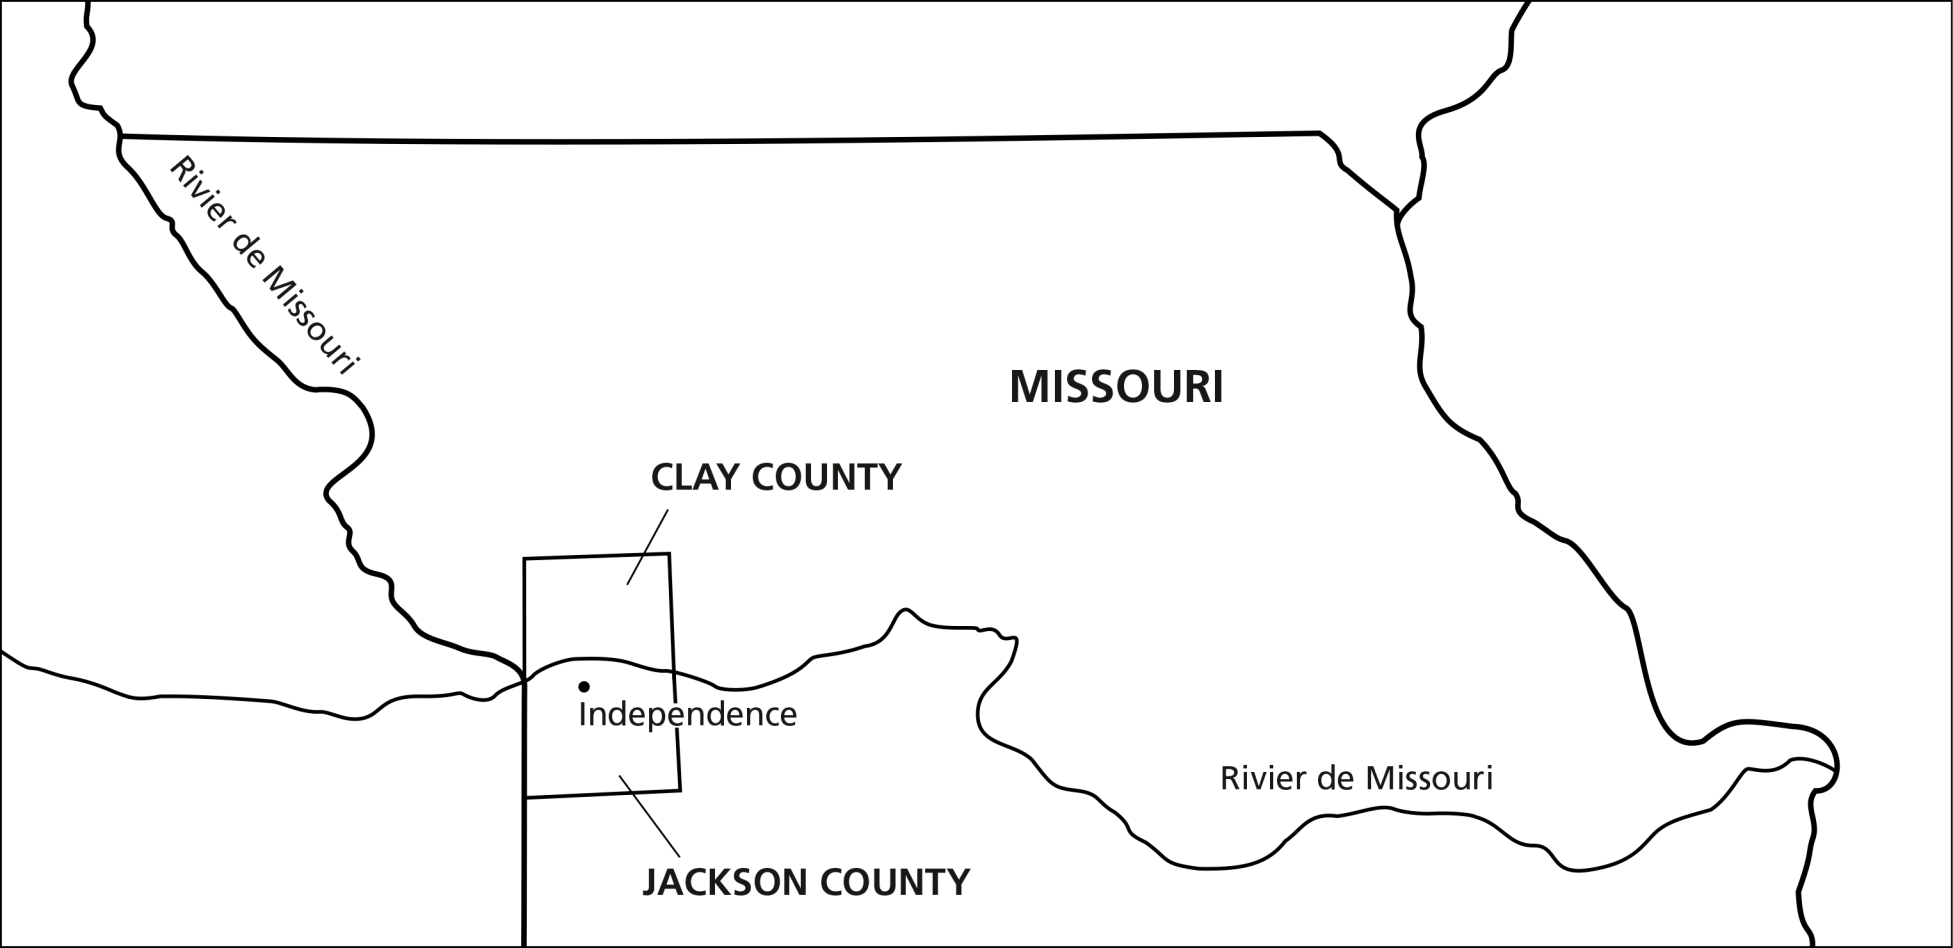 Rivier de Missouri
MISSOURI
CLAY COUNTY
Independence
Rivier de Missouri
JACKSON COUNTY